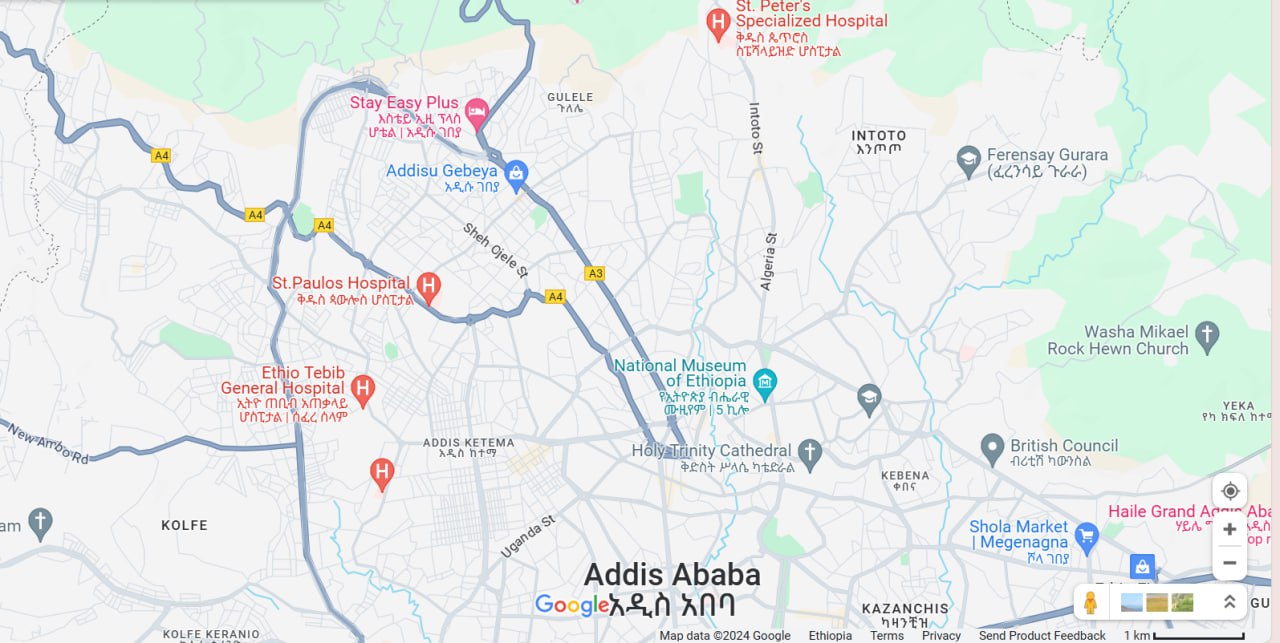 St. Peter's
Specialized Hospital
ቅዱስ ጴጥሮስ
ስፔሻላይዝድ ሆስፒታል
GULELE
ጉለሌ
Stay Easy Plus
እስቴይ ኢዚ ፕላስ
ሆቴል | አዲሱ ገበያ
Intoto St
INTOTO
እንጦጦ
A4
Ferensay Gurara
(ፈረንሳይ ጉራራ)
Addisu Gebeya
አዲሱ ገበያ
A4
A4
Sheh Ojele St
Algeria St
A3
St.Paulos Hospital
ቅዱስ ጳውሎስ ሆስፒታል
A4
Washa Mikael
Rock Hewn Church
National Museum
of Ethiopia
የኢትዮጵያ ብሔራዊ
ሙዚየም | 5 ኪሎ
Ethio Tebib
General Hospital
ኢትዮ ጠቢብ አጠቃላይ
ሆስፒታል | ሰፈረ ሰላም
YEKA
የካ ክፍለ ከተማ
New Ambo Rd
ADDIS KETEMA
አዲስ ከተማ
Holy Trinity Cathedral
ቅድስት ሥላሴ ካቴድራል
British Council
ብሪቲሽ ካውንስል
KEBENA
ቀበና
KOLFE
am
Haile Grand Addis Aba
Shola Market
| Megenagna
ሾላ ገበያ
Uganda St
Addis Ababa
አዲስ አበባ
Google
KAZANCHIS
ካዛንቺዝ
GU
KOLFE KERANIO
Map data ©2024 Google
Ethiopia
Terms
Privacy
Send Product Feedback
1 km